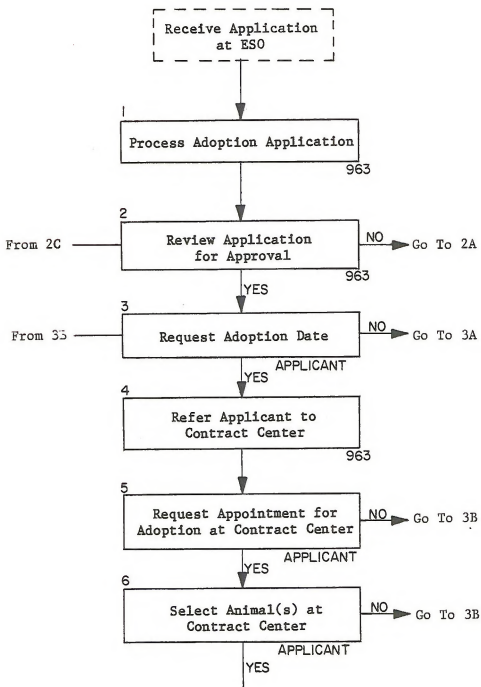 Receive Application
at ESO
1
Process Adoption Application
963
2
From 2C
Review Application
for Approval
NO
Go To 2A
963
YES
3
From 3B
Request Adoption Date
NO
Go To 3A
APPLICANT
YES
4
Refer Applicant to
Contract Center
963
5
Request Appointment for
Adoption at Contract Center
NO
Go To 3B
APPLICANT
YES
6
Select Animal(s) at
Contract Center
NO
Go To 3B
APPLICANT
YES